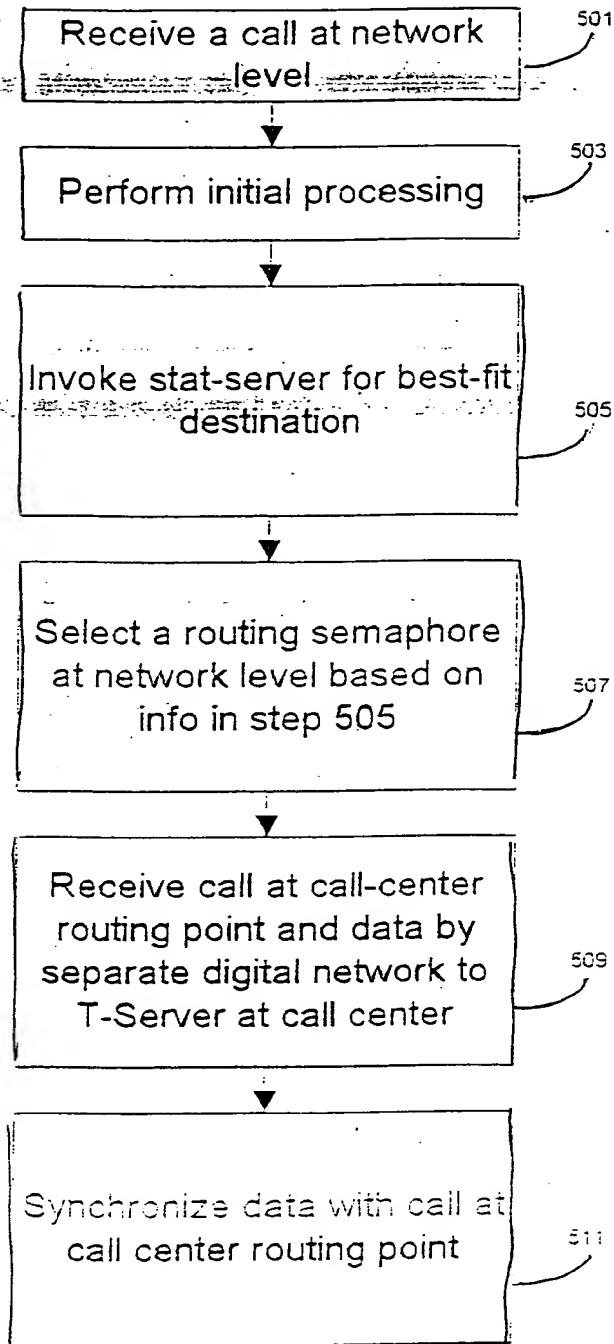 Receive a call at network
level
501
Perform initial processing
503
Invoke stat-server for best-fit
destination
505
Select a routing semaphore
at network level based on
info in step 505
507
Receive call at call-center
routing point and data by
separate digital network to
T-Server at call center
509
Synchronize data with call at
call center routing point
511